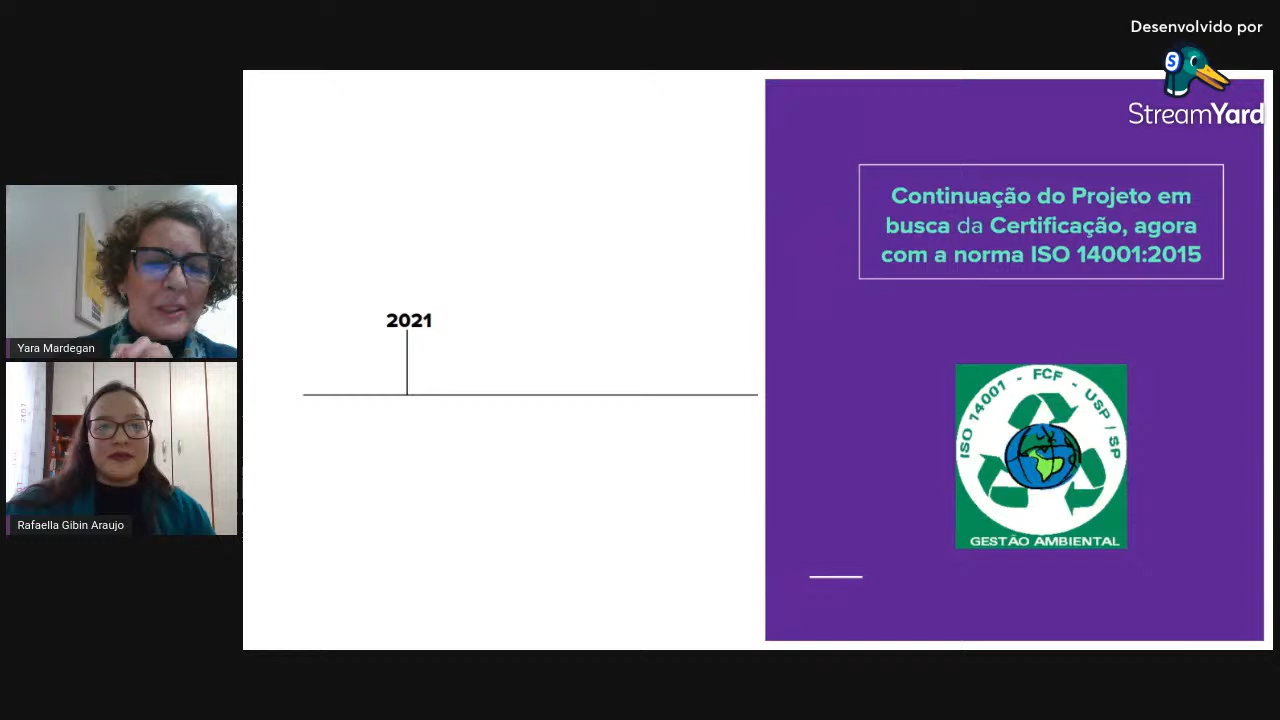 Desenvolvido por
StreamYard
Continuação do Projeto em
busca da Certificação, agora
com a norma ISO 14001:2015
2021
Yara Mardegan
Rafaella Gibin Araujo
ISO 14001 - FCF - USP / SP
GESTÃO AMBIENTAL